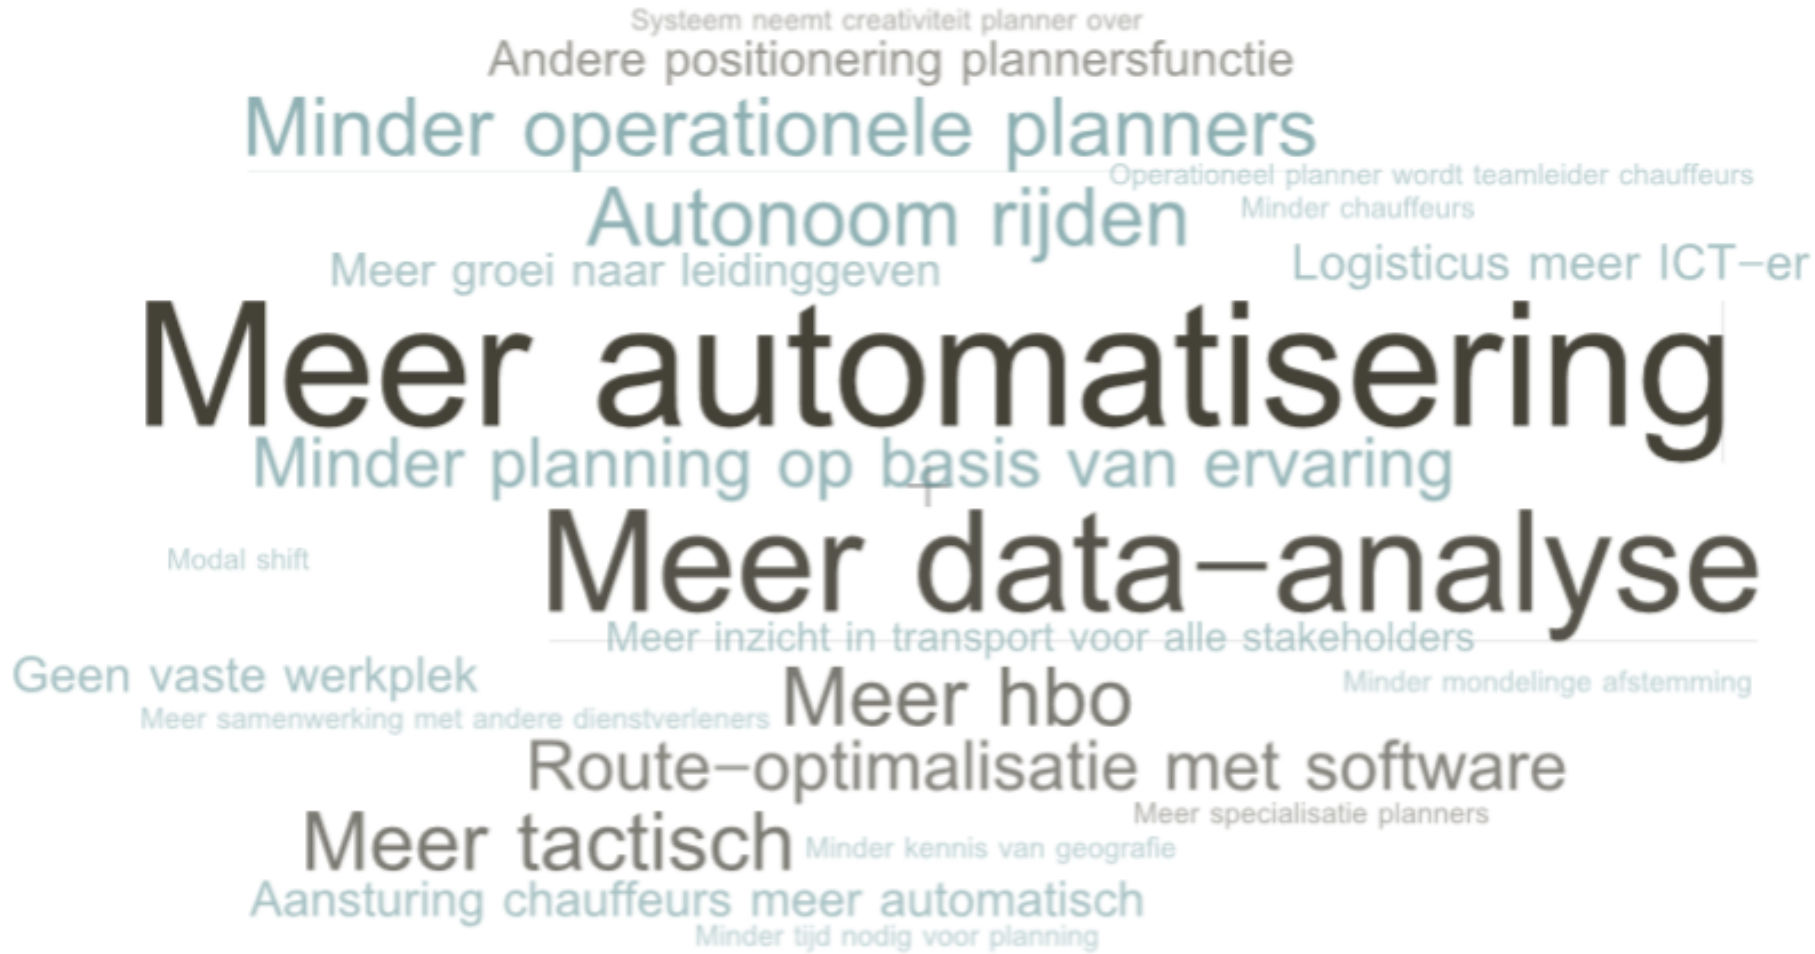 Systeem neemt creativiteit planner over
Andere positionering plannersfunctie
Minder operationele planners
Operationeel planner wordt teamleider chauffeurs
Autonoom rijden
Minder chauffeurs
Meer groei naar leidinggeven
Logisticus meer ICT-er
Meer automatisering
Minder planning op basis van ervaring
Meer data-analyse
Modal shift
Meer inzicht in transport voor alle stakeholders
Geen vaste werkplek
Meer hbo
Minder mondelinge afstemming
Meer samenwerking met andere dienstverleners
Route-optimalisatie met software
Meer specialisatie planners
Meer tactisch
Minder kennis van geografie
Aansturing chauffeurs meer automatisch
Minder tijd nodig voor planning